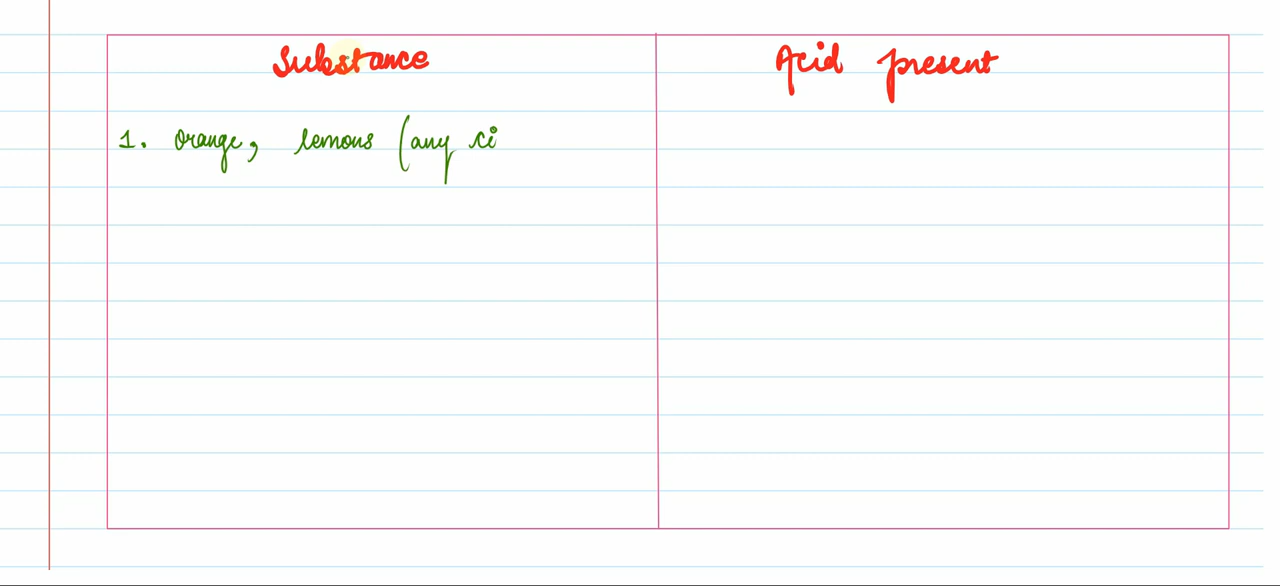 Substance Acid present
1. Orange, lemons (any ci